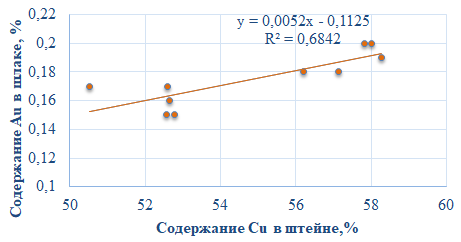 0,22
0,2
0,18
0,16
0,14
0,12
0,1
Содержание Au в шлаке, %
y = 0,0052x - 0,1125
R² = 0,6842
50 52 54 56 58 60
Содержание Cu в штейне,%